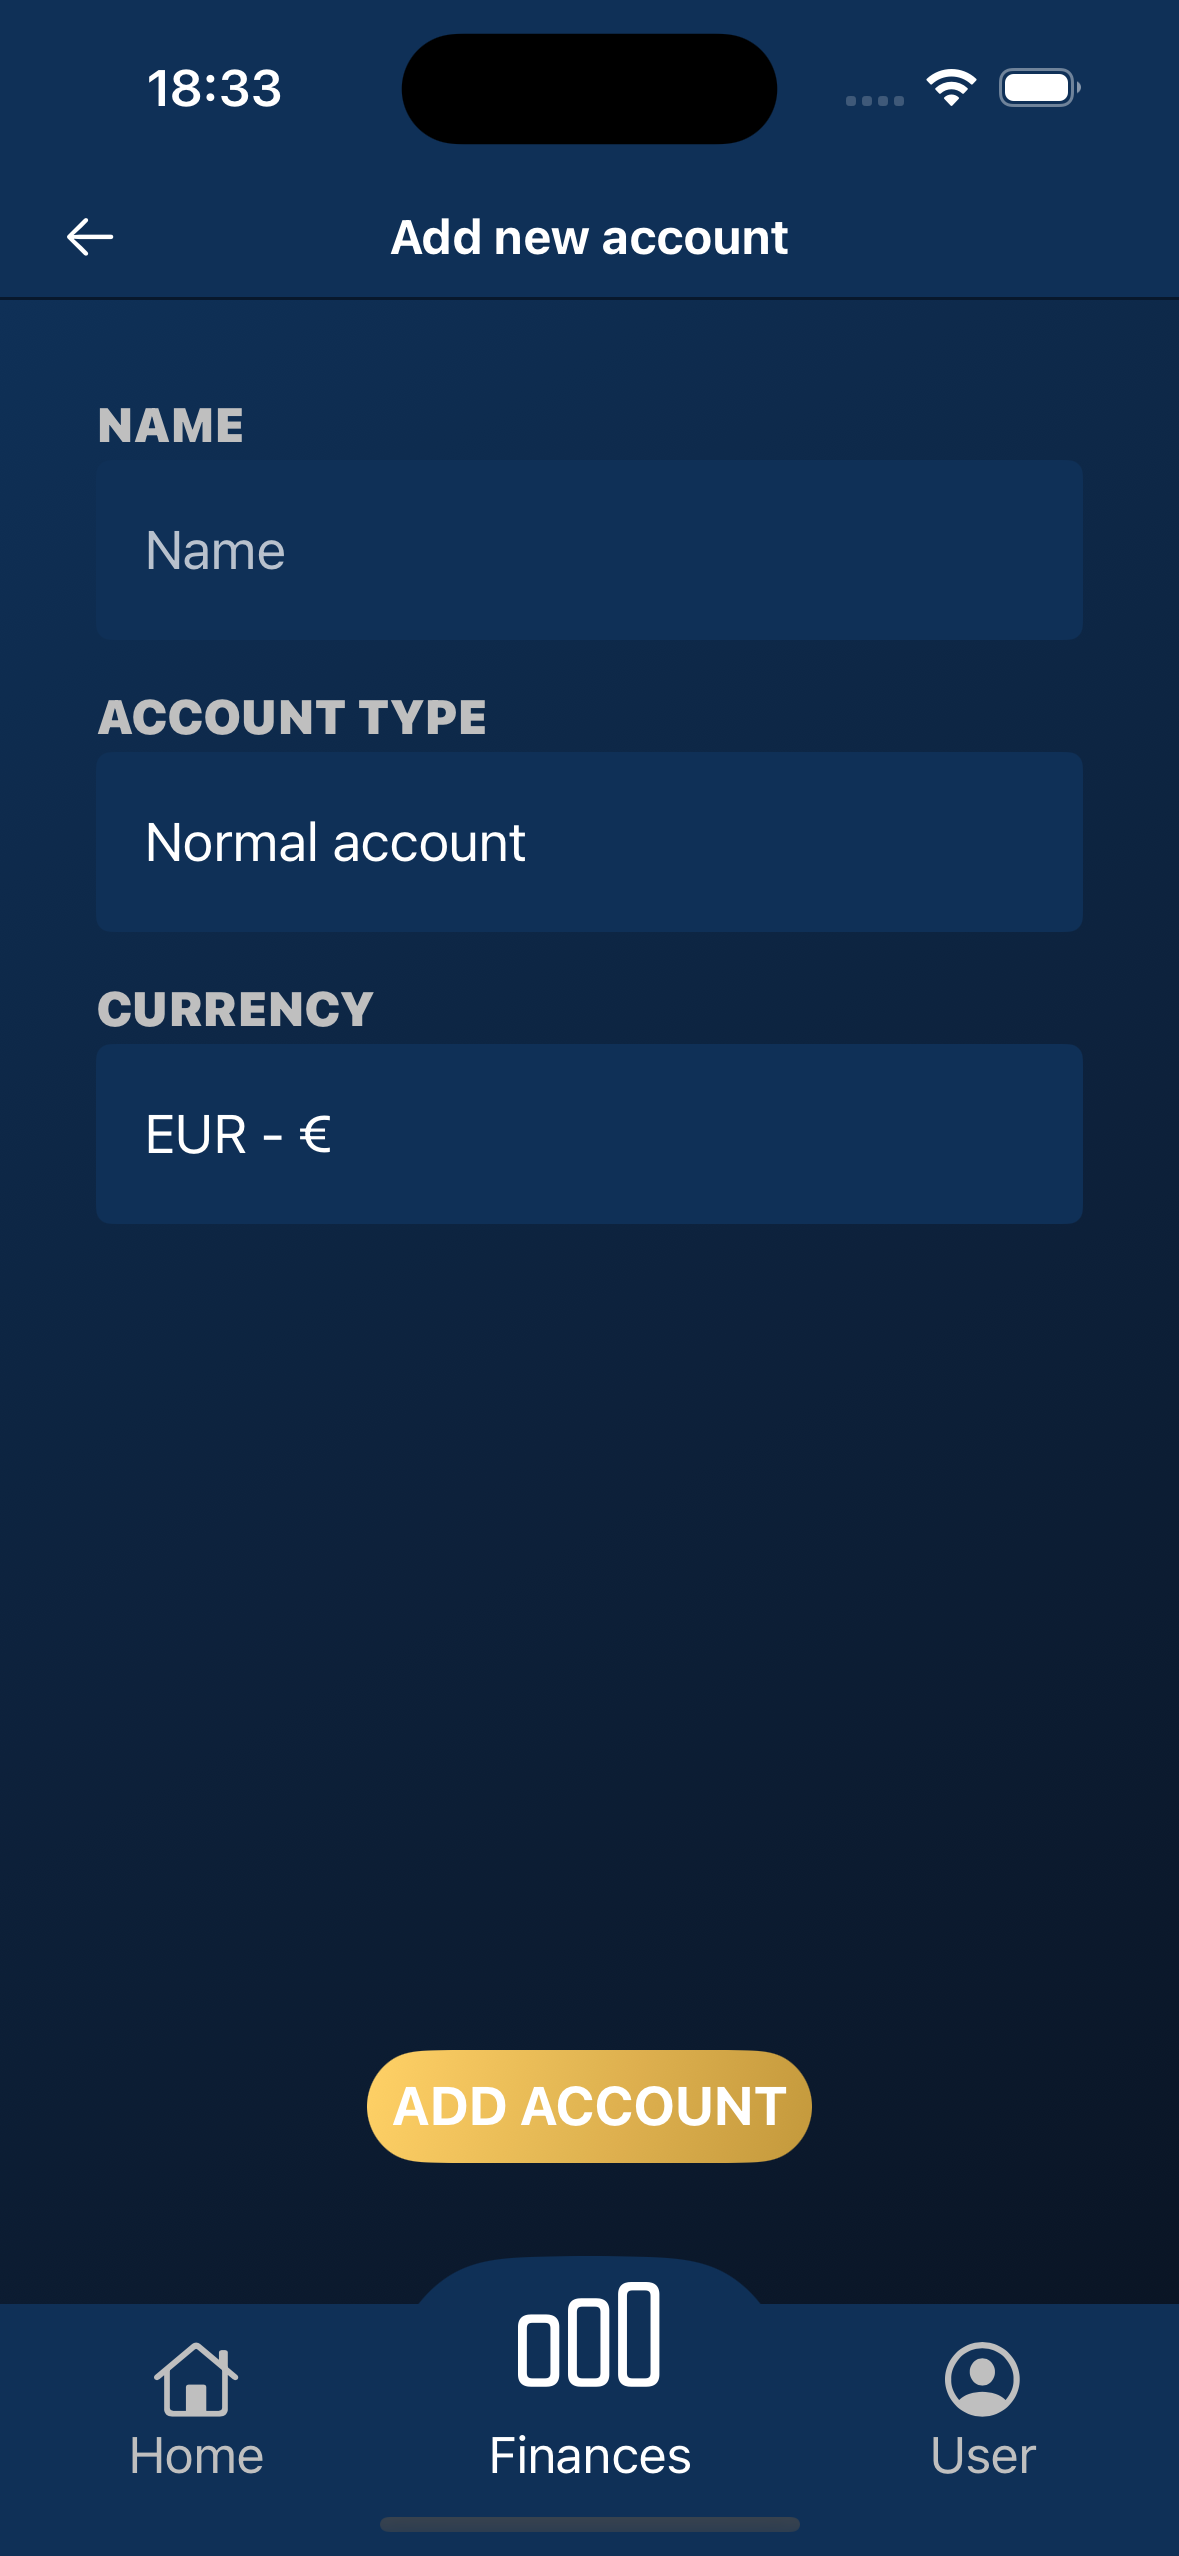 18:33
Add new account
NAME
Name
ACCOUNT TYPE
Normal account
CURRENCY
EUR - €
ADD ACCOUNT
Home
Finances
User